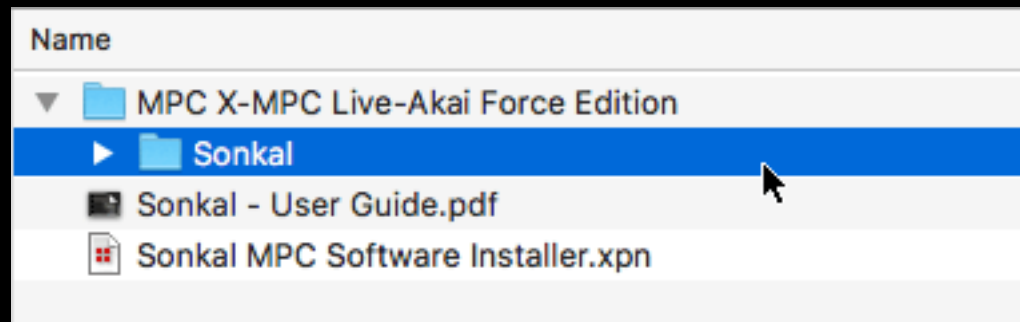 Name
MPC X-MPC Live-Akai Force Edition
Sonkal
Sonkal - User Guide.pdf
Sonkal MPC Software Installer.xpn